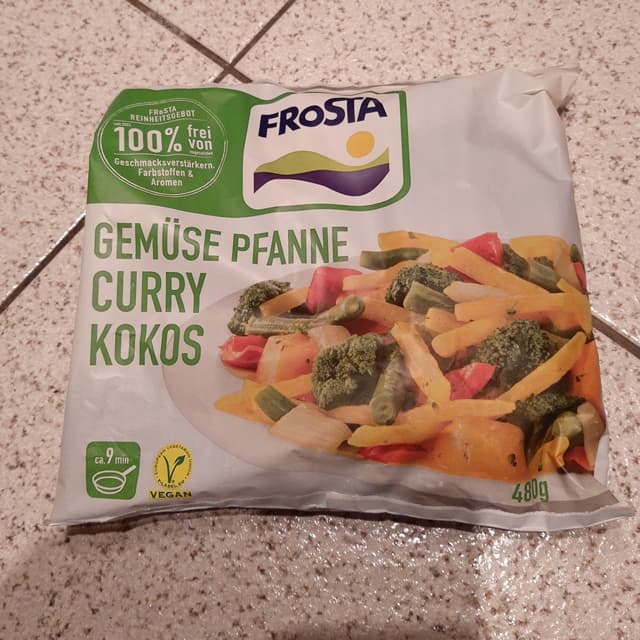 FRoSTA
REINHEITSGEBOT
100% frei von
Geschmacksverstärkern,
Farbstoffen &
Aromen
FRoSTA
GEMÜSE PFANNE
CURRY
KOKOS
ca. 9 min
VEGAN
480g